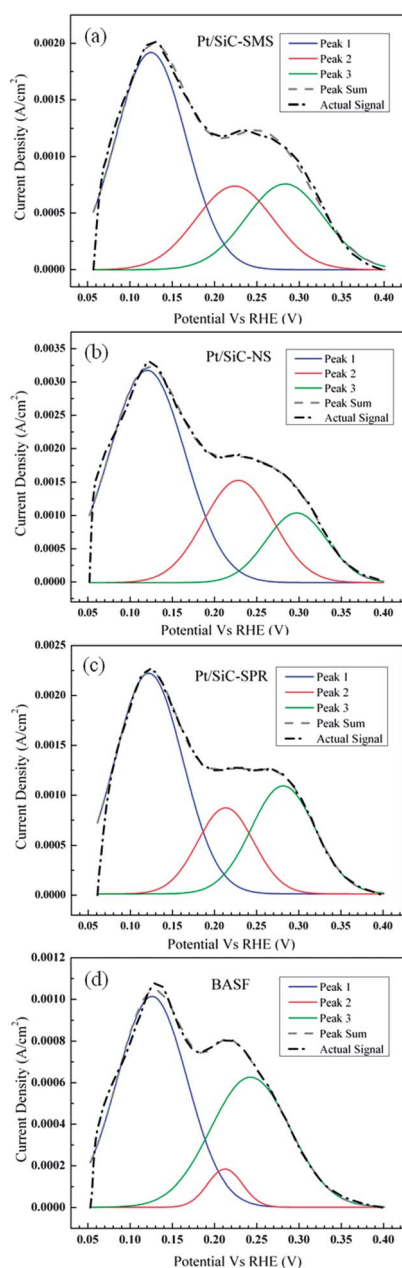 (a)
Pt/SiC-SMS
Peak 1
Peak 2
Peak 3
Peak Sum
Actual Signal
Current Density (A/cm²)
0.0020
0.0015
0.0010
0.0005
0.0000
0.05 0.10 0.15 0.20 0.25 0.30 0.35 0.40
Potential Vs RHE (V)
(b)
Pt/SiC-NS
Peak 1
Peak 2
Peak 3
Peak Sum
Actual Signal
Current Density (A/cm²)
0.0035
0.0030
0.0025
0.0020
0.0015
0.0010
0.0005
0.0000
0.05 0.10 0.15 0.20 0.25 0.30 0.35 0.40
Potential Vs RHE (V)
(c)
Pt/SiC-SPR
Peak 1
Peak 2
Peak 3
Peak Sum
Actual Signal
Current Density (A/cm²)
0.0025
0.0020
0.0015
0.0010
0.0005
0.0000
0.05 0.10 0.15 0.20 0.25 0.30 0.35 0.40
Potential Vs RHE (V)
(d)
BASF
Peak 1
Peak 2
Peak 3
Peak Sum
Actual Signal
Current Density (A/cm²)
0.0012
0.0010
0.0008
0.0006
0.0004
0.0002
0.0000
0.05 0.10 0.15 0.20 0.25 0.30 0.35 0.40
Potential Vs RHE (V)